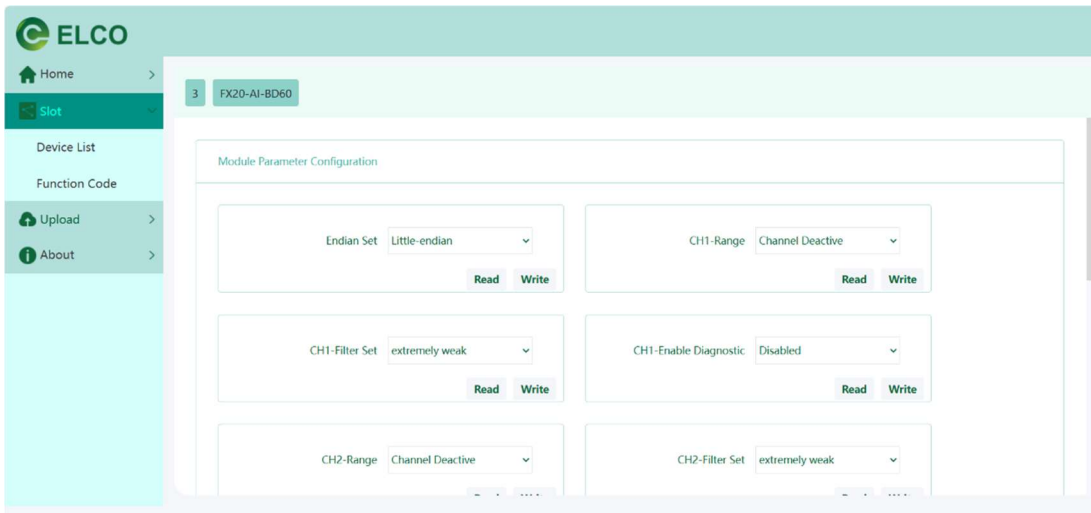 ELCO
Home
Slot
Device List
Function Code
Upload
About
3 FX20-AI-BD60
Module Parameter Configuration
Endian Set Little-endian
Read Write
CH1-Range Channel Deactive
Read Write
CH1-Filter Set extremely weak
Read Write
CH1-Enable Diagnostic Disabled
Read Write
CH2-Range Channel Deactive
CH2-Filter Set extremely weak